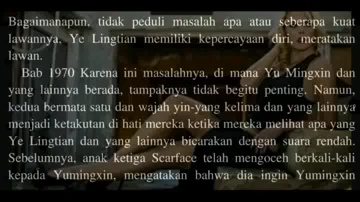 Bagaimanapun, tidak peduli masalah apa atau seberapa kuat
lawannya, Ye Lingtian memiliki kepercayaan diri, meratakan
lawan.
Bab 1970 Karena ini masalahnya, di mana Yu Mingxin dan
yang lainnya berada, tampaknya tidak begitu penting. Namun,
kedua bermata satu dan wajah yin-yang kelima dan yang lainnya
menjadi ketakutan di hati mereka ketika mereka melihat apa yang
Ye Lingtian dan yang lainnya bicarakan dengan suara rendah.
Sebelumnya, anak ketiga Scarface telah mengoceh berkali-kali
kepada Yumingxin, mengatakan bahwa dia ingin Yumingxin